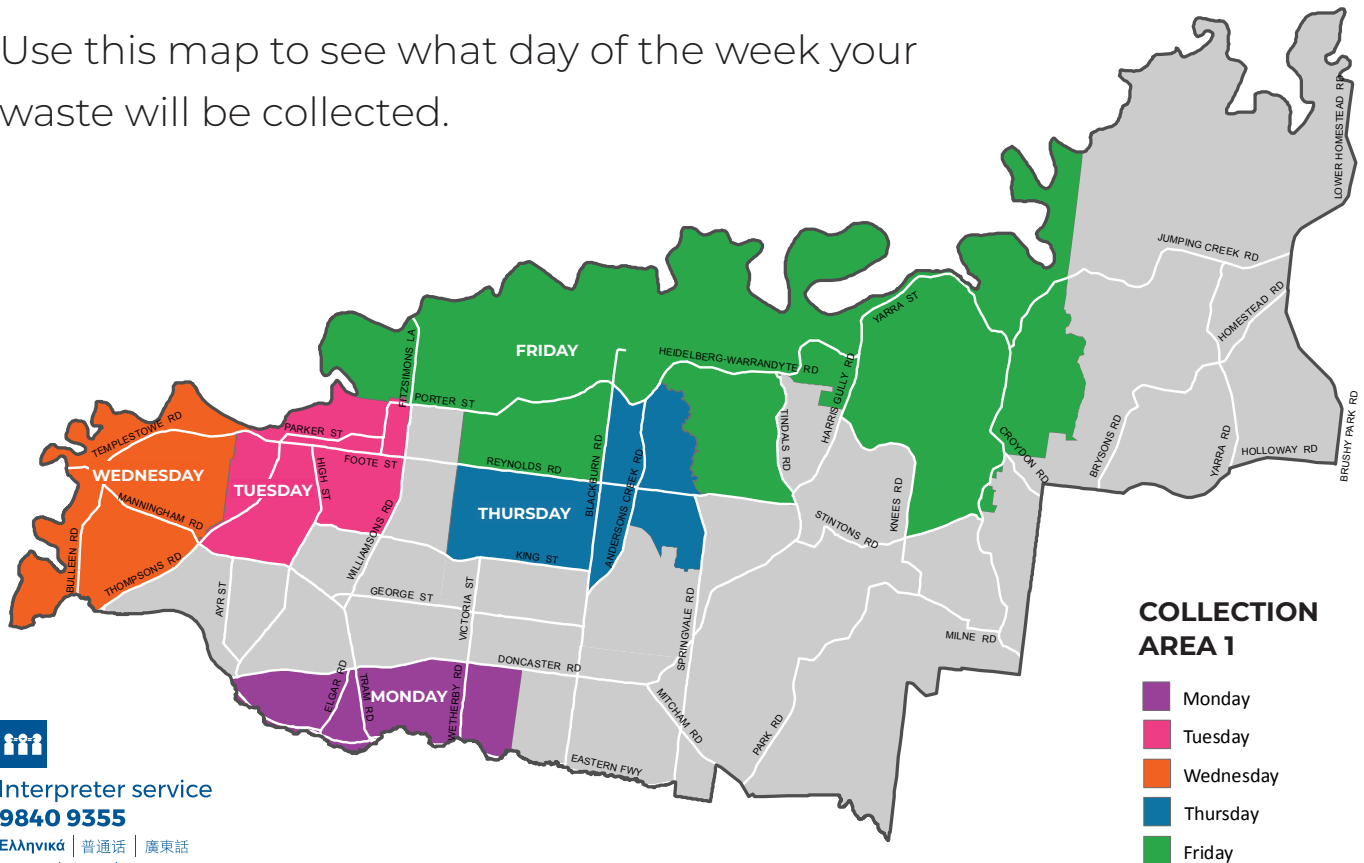 Use this map to see what day of the week your
waste will be collected.
LOWER HOMESTEAD RD
JUMPING CREEK RD
HOMESTEAD RD
YARRA ST
FRIDAY
FITZSIMONS LA
HEIDELBERG-WARRANDYTE RD
HARRIS GULLY RD
PORTER ST
TEMPLESTOWE RD
PARKER ST
TINDALS RD
BRUSHY PARK RD
CROYDON RD
BRYSONS RD
YARRA RD
HOLLOWAY RD
WEDNESDAY
TUESDAY
HIGH ST
FOOTE ST
REYNOLDS RD
BLACKBURN RD
ANDERSONS CREEK RD
MANNINGHAM RD
THURSDAY
KNEES RD
STINTONS RD
BULLEEN RD
THOMPSONS RD
WILLIAMSONS RD
KING ST
AYR ST
GEORGE ST
VICTORIA ST
SPRINGVALE RD
MILNE RD
DONCASTER RD
ELGAR RD
TRAM RD
MONDAY
WETHERBY RD
MITCHAM RD
PARK RD
EASTERN FWY
COLLECTION
AREA 1
Monday
Tuesday
Wednesday
Thursday
Friday
Interpreter service
9840 9355
Ελληνικά | 普通话 | 廣東話